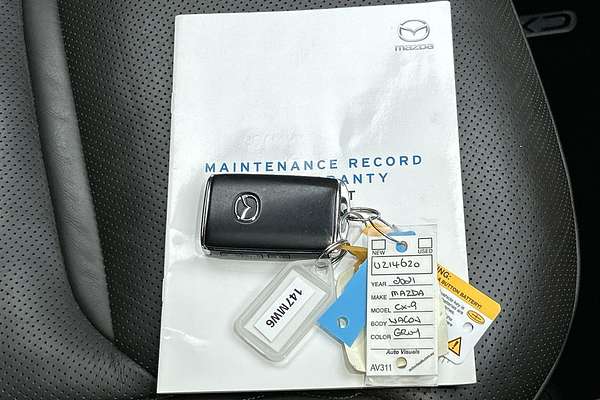 mazda
MAINTENANCE RECORD
147MW6
NEW USED
U214620
YEAR 2021
MAKE MAZDA
MODEL CX-9
BODY WAGON
COLOR GREY
Auto Visuals
AV311